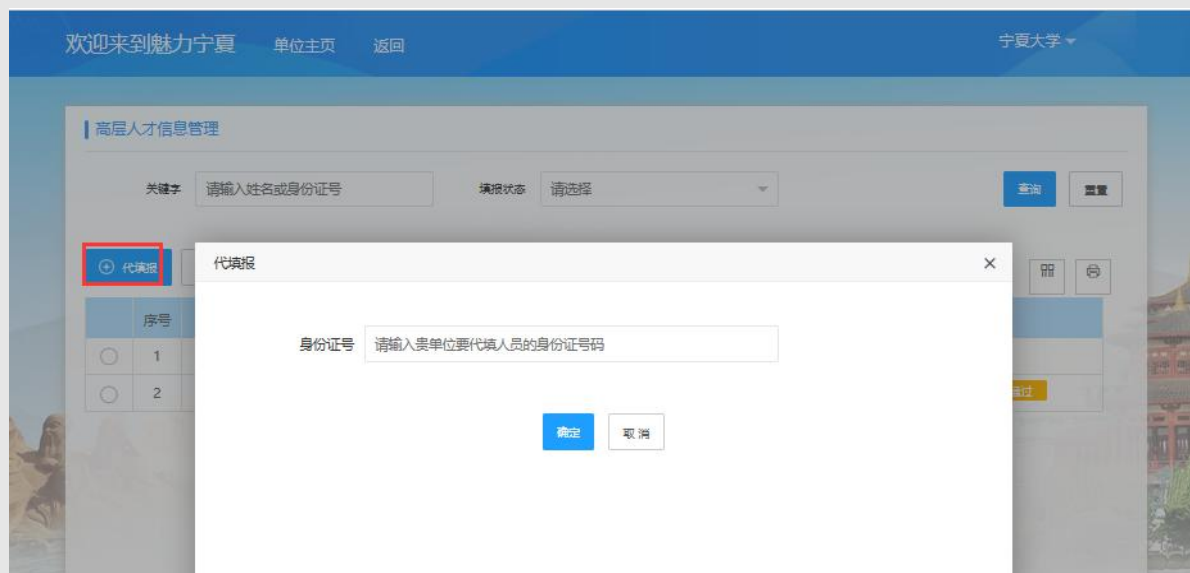 欢迎来到魅力宁夏 单位主页 返回 宁夏大学
高层人才信息管理
关键字 请输入姓名或身份证号 填报状态 请选择 查询 重置
代填报
代填报
序号
身份证号 请输入贵单位要代填人员的身份证号码
1
2 通过
确定 取消